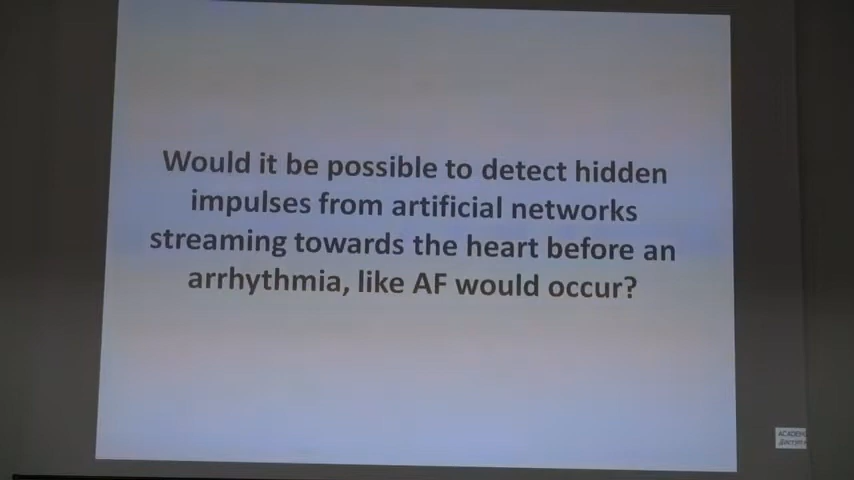 Would it be possible to detect hidden
impulses from artificial networks
streaming towards the heart before an
arrhythmia, like AF would occur?